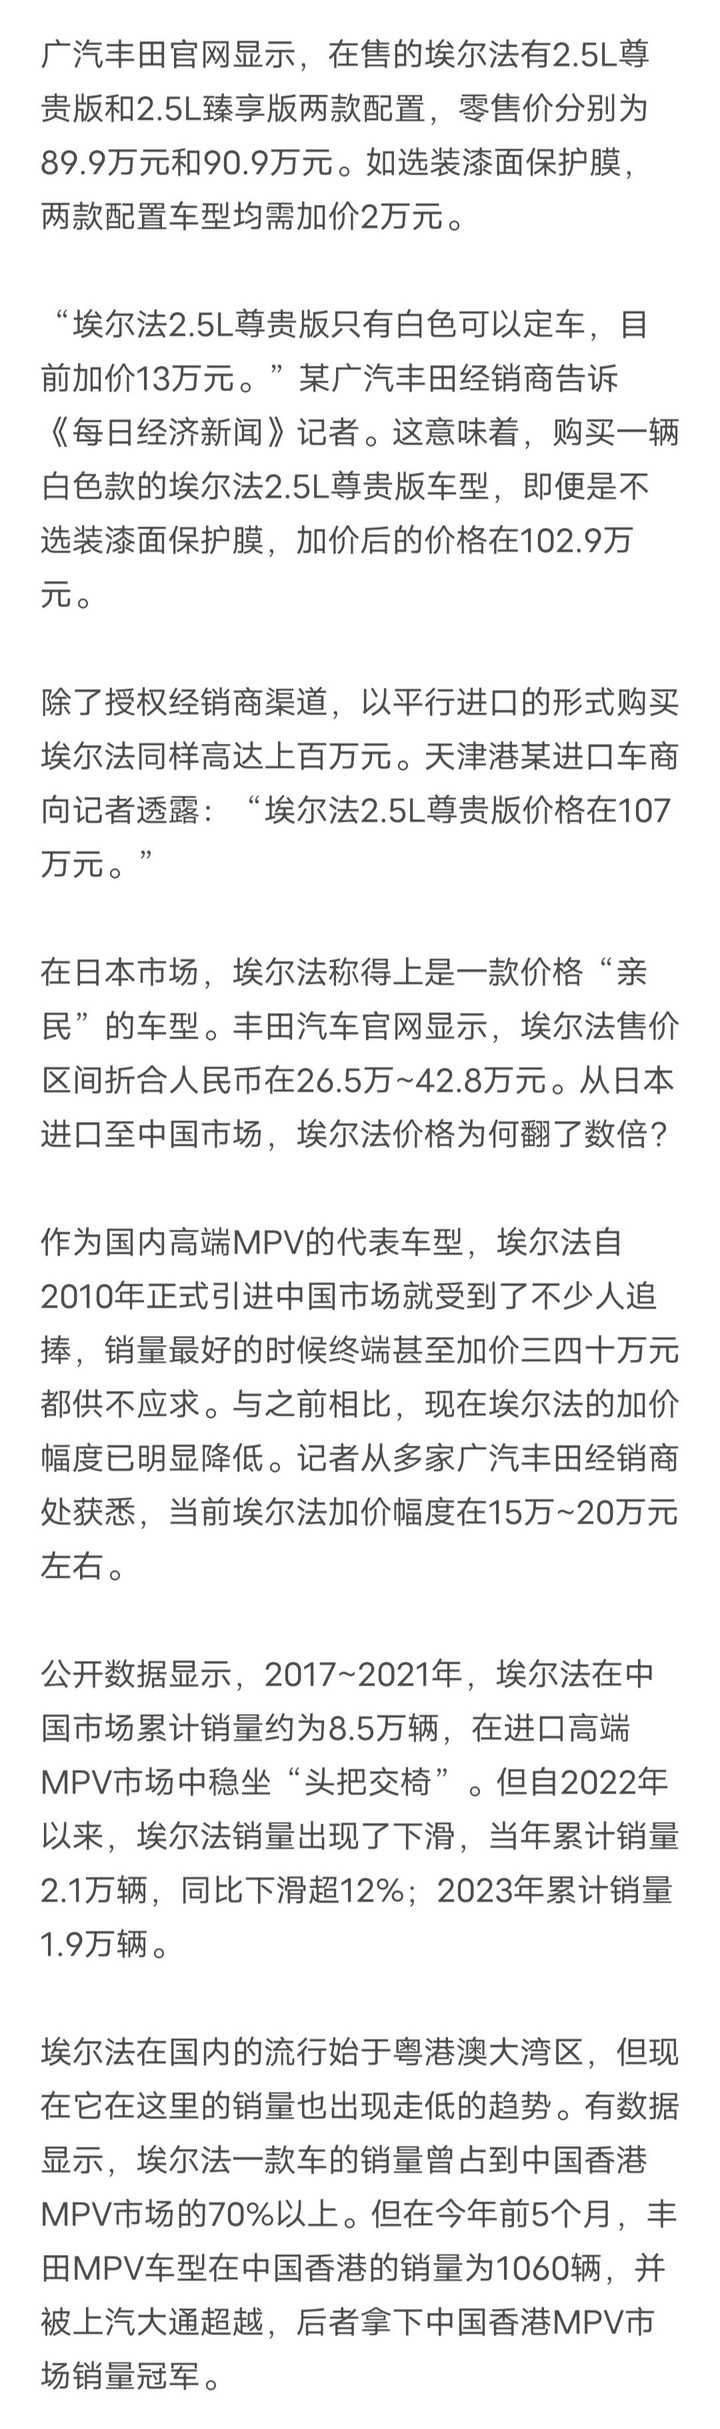 广汽丰田官网显示，在售的埃尔法有2.5L尊
贵版和2.5L臻享版两款配置，零售价分别为
89.9万元和90.9万元。如选装漆面保护膜，
两款配置车型均需加价2万元。
“埃尔法2.5L尊贵版只有白色可以定车，目
前加价13万元。”某广汽丰田经销商告诉
《每日经济新闻》记者。这意味着，购买一辆
白色款的埃尔法2.5L尊贵版车型，即便是不
选装漆面保护膜，加价后的价格在102.9万
元。
除了授权经销商渠道，以平行进口的形式购买
埃尔法同样高达上百万元。天津港某进口车商
向记者透露：“埃尔法2.5L尊贵版价格在107
万元。”
在日本市场，埃尔法称得上是一款价格“亲
民”的车型。丰田汽车官网显示，埃尔法售价
区间折合人民币在26.5万~42.8万元。从日本
进口至中国市场，埃尔法价格为何翻了数倍？
作为国内高端MPV的代表车型，埃尔法自
2010年正式引进中国市场就受到了不少人追
捧，销量最好的时候终端甚至加价三四十万元
都供不应求。与之前相比，现在埃尔法的加价
幅度已明显降低。记者从多家广汽丰田经销商
处获悉，当前埃尔法加价幅度在15万~20万元
左右。
公开数据显示，2017~2021年，埃尔法在中
国市场累计销量约为8.5万辆，在进口高端
MPV市场中稳坐“头把交椅”。但自2022年
以来，埃尔法销量出现了下滑，当年累计销量
2.1万辆，同比下滑超12%；2023年累计销量
1.9万辆。
埃尔法在国内的流行始于粤港澳大湾区，但现
在它在这里的销量也出现走低的趋势。有数据
显示，埃尔法一款车的销量曾占到中国香港
MPV市场的70%以上。但在今年前5个月，丰
田MPV车型在中国香港的销量为1060辆，并
被上汽大通超越，后者拿下中国香港MPV市
场销量冠军。